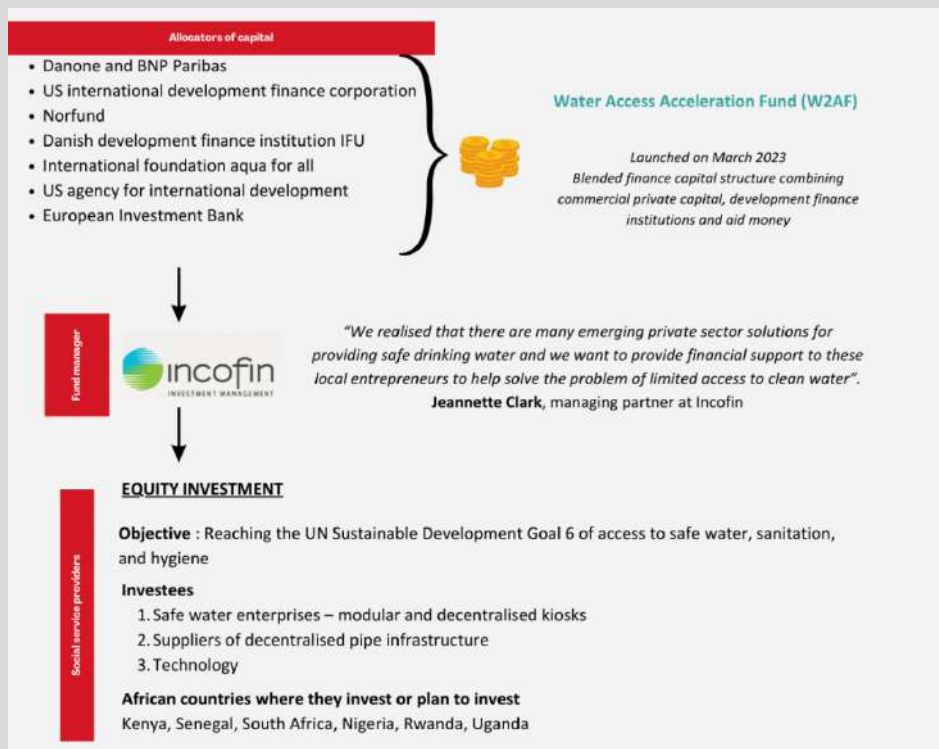 Allocators of capital
• Danone and BNP Paribas
• US international development finance corporation
• Norfund
• Danish development finance institution IFU
• International foundation aqua for all
• US agency for international development
• European Investment Bank
Water Access Acceleration Fund (W2AF)
Launched on March 2023
Blended finance capital structure combining
commercial private capital, development finance
institutions and aid money
Fund manager
incofin
INVESTMENT MANAGEMENT
“We realised that there are many emerging private sector solutions for
providing safe drinking water and we want to provide financial support to these
local entrepreneurs to help solve the problem of limited access to clean water”.
Jeannette Clark, managing partner at Incofin
Social service providers
EQUITY INVESTMENT
Objective : Reaching the UN Sustainable Development Goal 6 of access to safe water, sanitation,
and hygiene
Investees
1. Safe water enterprises – modular and decentralised kiosks
2. Suppliers of decentralised pipe infrastructure
3. Technology
African countries where they invest or plan to invest
Kenya, Senegal, South Africa, Nigeria, Rwanda, Uganda